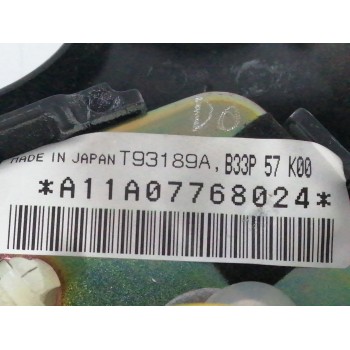 MADE IN JAPAN T93189A, B33P 57 K00
*A11A07768024*